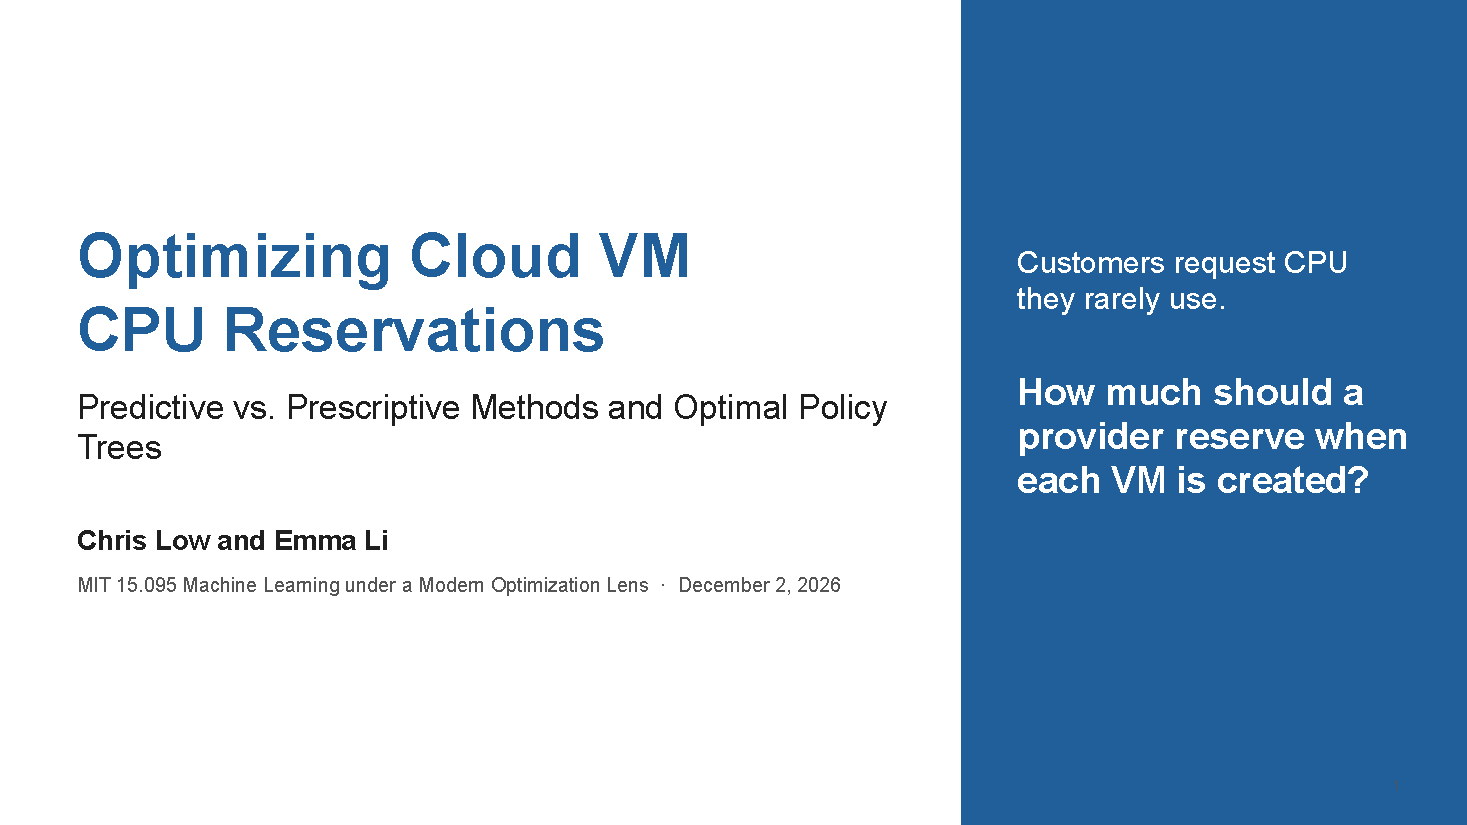 Optimizing Cloud VM
CPU Reservations
Predictive vs. Prescriptive Methods and Optimal Policy
Trees
Chris Low and Emma Li
MIT 15.095 Machine Learning under a Modern Optimization Lens · December 2, 2026
Customers request CPU
they rarely use.
How much should a
provider reserve when
each VM is created?
1